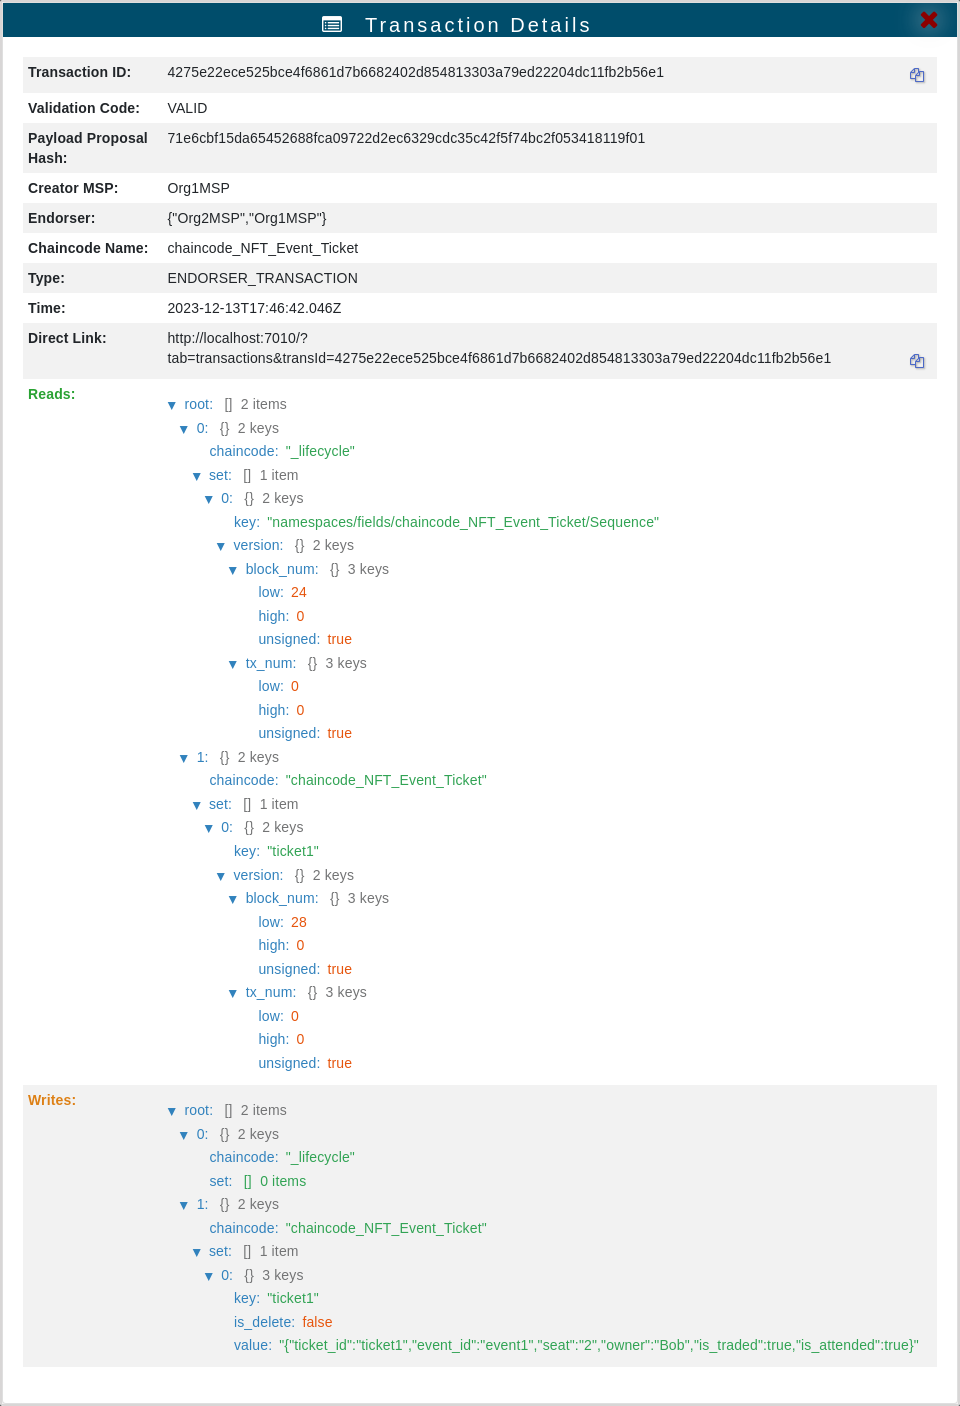 Transaction Details
Transaction ID: 4275e22ece525bce4f6861d7b6682402d854813303a79ed22204dc11fb2b56e1
Validation Code: VALID
Payload Proposal Hash: 71e6cbf15da65452688fca09722d2ec6329cdc35c42f5f74bc2f053418119f01
Creator MSP: Org1MSP
Endorser: {"Org2MSP","Org1MSP"}
Chaincode Name: chaincode_NFT_Event_Ticket
Type: ENDORSER_TRANSACTION
Time: 2023-12-13T17:46:42.046Z
Direct Link: http://localhost:7010/?
tab=transactions&transId=4275e22ece525bce4f6861d7b6682402d854813303a79ed22204dc11fb2b56e1
Reads:
▼ root: [] 2 items
▼ 0: {} 2 keys
chaincode: "_lifecycle"
▼ set: [] 1 item
▼ 0: {} 2 keys
key: "namespaces/fields/chaincode_NFT_Event_Ticket/Sequence"
▼ version: {} 2 keys
▼ block_num: {} 3 keys
low: 24
high: 0
unsigned: true
▼ tx_num: {} 3 keys
low: 0
high: 0
unsigned: true
▼ 1: {} 2 keys
chaincode: "chaincode_NFT_Event_Ticket"
▼ set: [] 1 item
▼ 0: {} 2 keys
key: "ticket1"
▼ version: {} 2 keys
▼ block_num: {} 3 keys
low: 28
high: 0
unsigned: true
▼ tx_num: {} 3 keys
low: 0
high: 0
unsigned: true
Writes:
▼ root: [] 2 items
▼ 0: {} 2 keys
chaincode: "_lifecycle"
set: [] 0 items
▼ 1: {} 2 keys
chaincode: "chaincode_NFT_Event_Ticket"
▼ set: [] 1 item
▼ 0: {} 3 keys
key: "ticket1"
is_delete: false
value: "{"ticket_id":"ticket1","event_id":"event1","seat":"2","owner":"Bob","is_traded":true,"is_attended":true}"